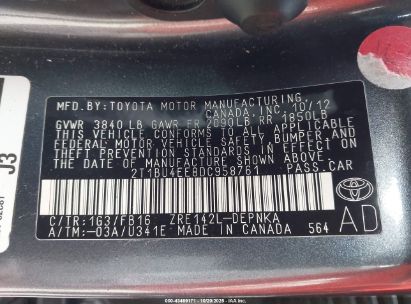 MFD.BY:TOYOTA MOTOR MANUFACTURING,
CANADA, INC. 10/12
GVWR 3840 LB GAWR FR 2090LB RR 1850LB
THIS VEHICLE CONFORMS TO ALL APPLICABLE
FEDERAL MOTOR VEHICLE SAFETY, BUMPER AND
THEFT PREVENTION STANDARDS IN EFFECT ON
THE DATE OF MANUFACTURE SHOWN ABOVE.
2T1BU4EE8DC958761 PASS.CAR
C/TR:1G3/FB16 ZRE142L-DEPNKA
A/TM:-03A/U341E MADE IN CANADA 564
TOYOTA
AD
J3